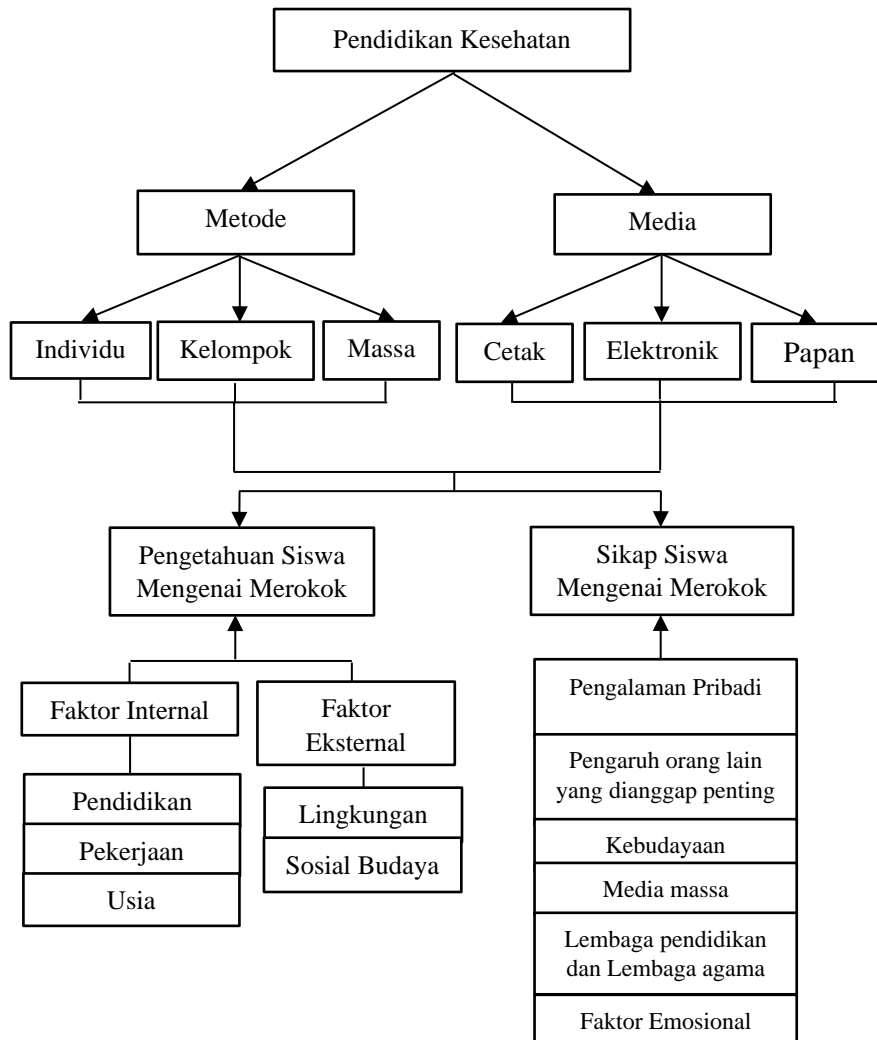 Pendidikan Kesehatan
Metode
Media
Individu
Kelompok
Massa
Cetak
Elektronik
Papan
Pengetahuan Siswa
Mengenai Merokok
Sikap Siswa
Mengenai Merokok
Faktor Internal
Faktor
Eksternal
Pendidikan
Pekerjaan
Usia
Lingkungan
Sosial Budaya
Pengalaman Pribadi
Pengaruh orang lain
yang dianggap penting
Kebudayaan
Media massa
Lembaga pendidikan
dan Lembaga agama
Faktor Emosional